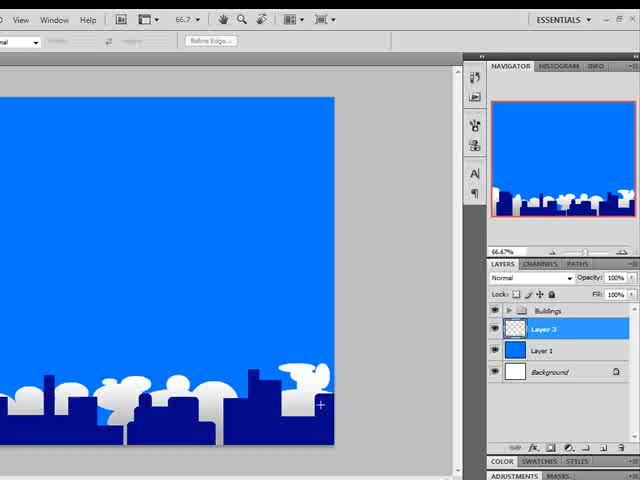 View Window Help Br 66.7 ESSENTIALS
Refine Edge...
NAVIGATOR HISTOGRAM INFO
66.67%
LAYERS CHANNELS PATHS
Normal Opacity: 100%
Lock: Fill: 100%
Buildings
Layer 3
Layer 1
Background
COLOR SWATCHES STYLES
ADJUSTMENTS MASKS